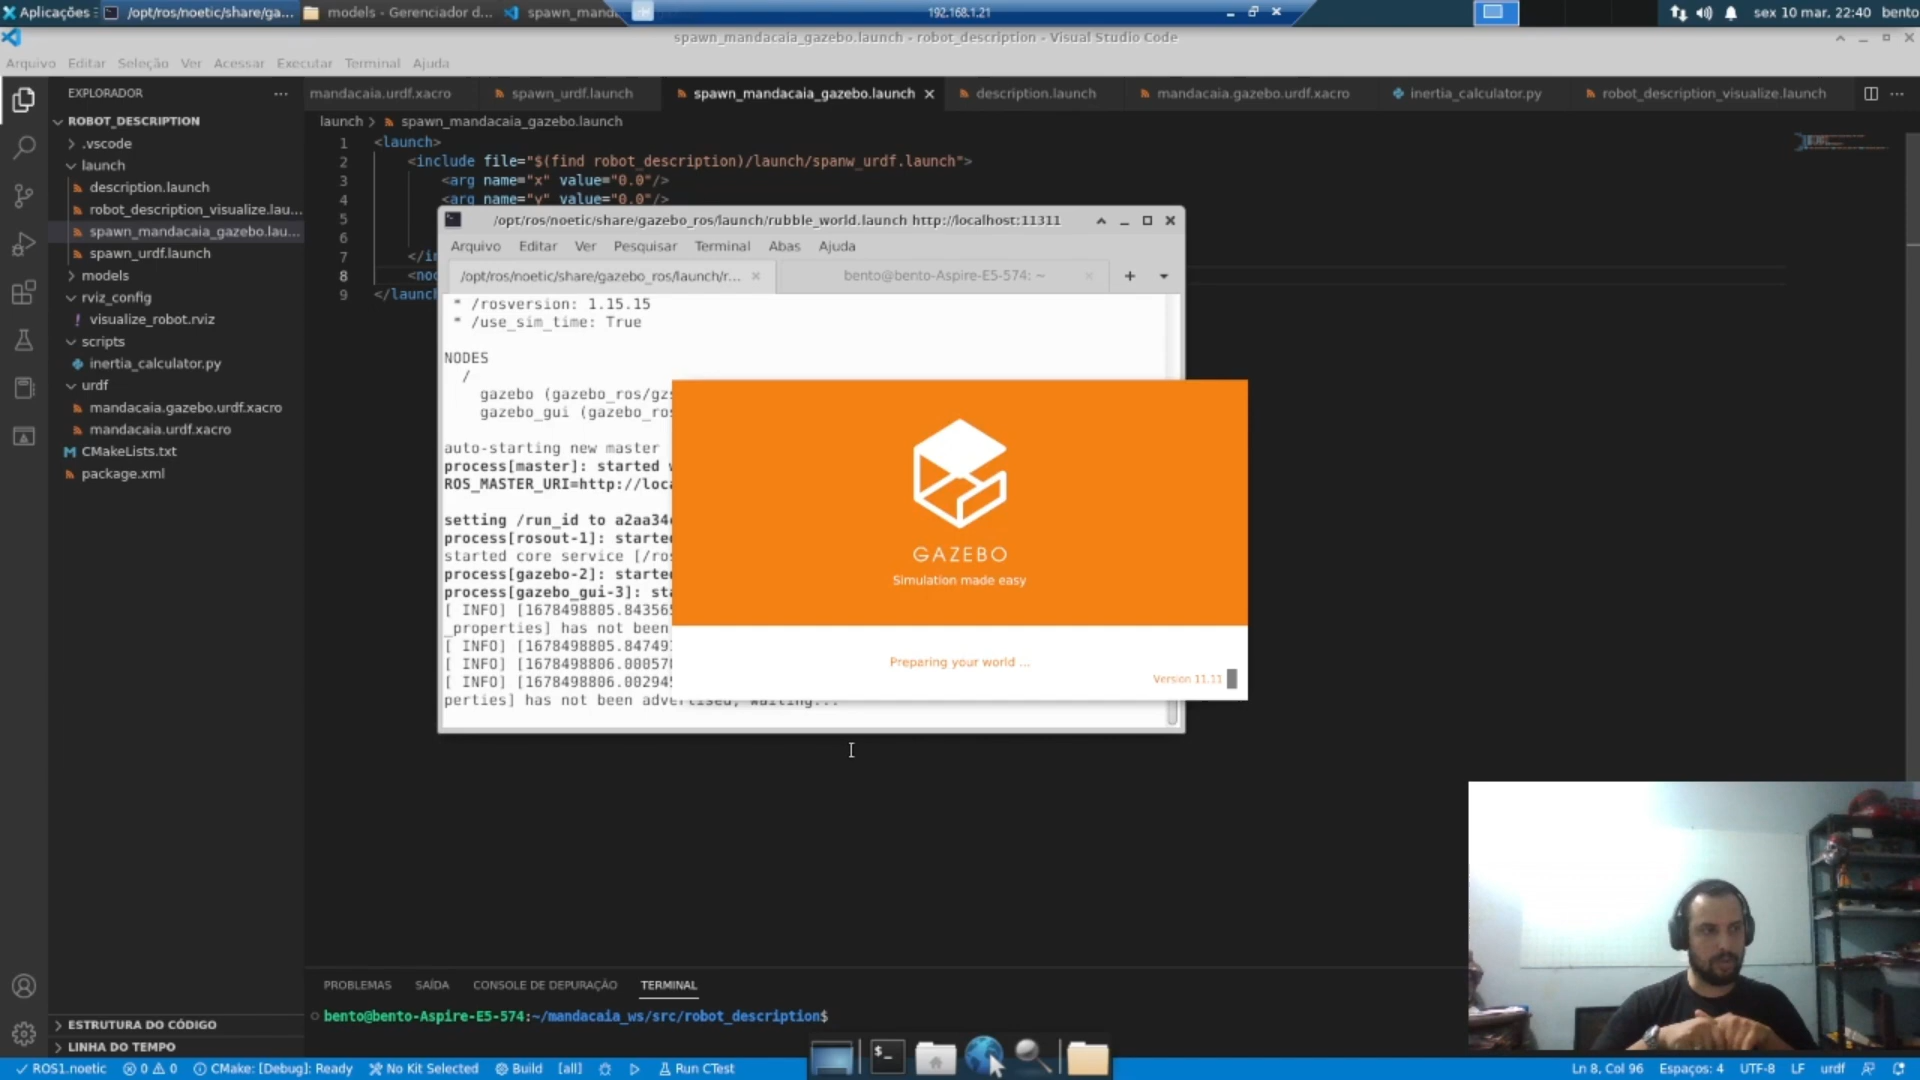 Aplicações
/opt/ros/noetic/share/ga...
models - Gerenciador d...
spawn_mand
192.168.1.21
sex 10 mar, 22:40
bento
spawn_mandacaia_gazebo.launch - robot_description - Visual Studio Code
Arquivo Editar Seleção Ver Acessar Executar Terminal Ajuda
EXPLORADOR
mandacaia.urdf.xacro
spawn_urdf.launch
spawn_mandacaia_gazebo.launch
description.launch
mandacaia.gazebo.urdf.xacro
inertia_calculator.py
robot_description_visualize.launch
launch > spawn_mandacaia_gazebo.launch
ROBOT_DESCRIPTION
.vscode
launch
description.launch
robot_description_visualize.lau...
spawn_mandacaia_gazebo.lau...
spawn_urdf.launch
models
rviz_config
visualize_robot.rviz
scripts
inertia_calculator.py
urdf
mandacaia.gazebo.urdf.xacro
mandacaia.urdf.xacro
CMakeLists.txt
package.xml
ESTRUTURA DO CÓDIGO
LINHA DO TEMPO
1 <launch>
2 <include file="$(find robot_description)/launch/spanw_urdf.launch">
3 <arg name="x" value="0.0"/>
4 <arg name="y" value="0.0"/>
5
6
7 </in
8 <no
9 </launch
/opt/ros/noetic/share/gazebo_ros/launch/rubble_world.launch http://localhost:11311
Arquivo Editar Ver Pesquisar Terminal Abas Ajuda
/opt/ros/noetic/share/gazebo_ros/launch/r...
bento@bento-Aspire-E5-574: ~
* /rosversion: 1.15.15
* /use_sim_time: True
NODES
/
gazebo (gazebo_ros/gz
gazebo_gui (gazebo_ro
auto-starting new master
process[master]: started
ROS_MASTER_URI=http://loc
setting /run_id to a2aa34
process[rosout-1]: starte
started core service [/ro
process[gazebo-2]: starte
process[gazebo_gui-3]: st
[ INFO] [1678498805.84356
_properties] has not been
[ INFO] [1678498805.84749
[ INFO] [1678498806.00057
[ INFO] [1678498806.00294
perties] has not been advertised, waiting...
GAZEBO
Simulation made easy
Preparing your world ...
Version 11.11
PROBLEMAS SAÍDA CONSOLE DE DEPURAÇÃO TERMINAL
bento@bento-Aspire-E5-574:~/mandacaia_ws/src/robot_description$
ROS1.noetic
0 0
CMake: [Debug]: Ready
No Kit Selected
Build
[all]
Run CTest
Ln 8, Col 96
Espaços: 4
UTF-8
LF
urdf